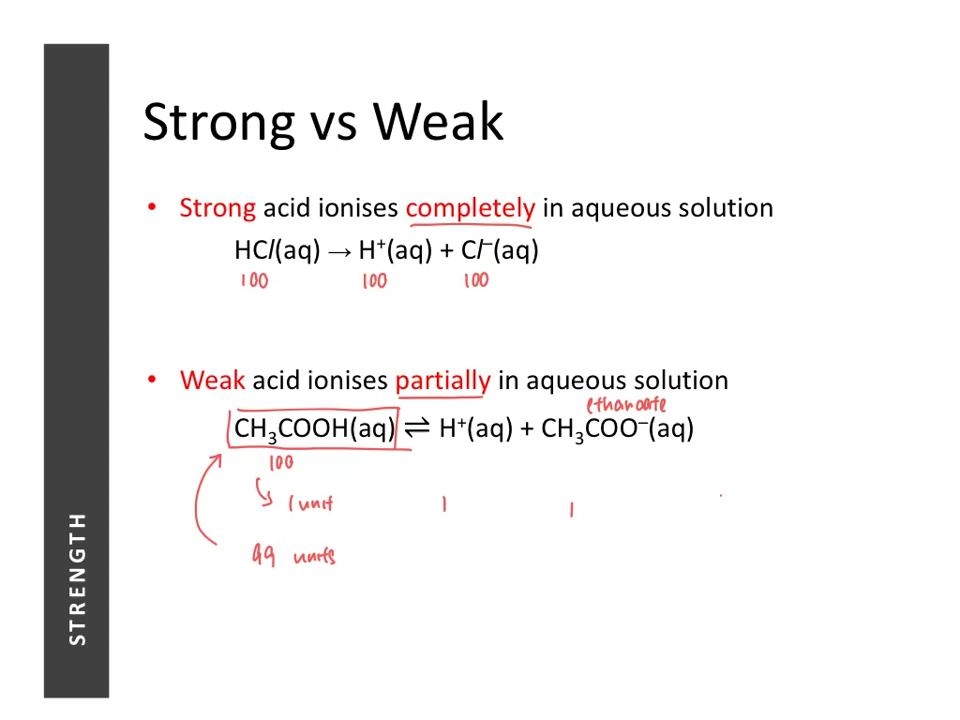 STRENGTH
Strong vs Weak
• Strong acid ionises completely in aqueous solution
HCl(aq) → H⁺(aq) + Cl⁻(aq)
100 100 100
• Weak acid ionises partially in aqueous solution
ethanoate
CH₃COOH(aq) ⇌ H⁺(aq) + CH₃COO⁻(aq)
100
1 unit 1 1
99 units